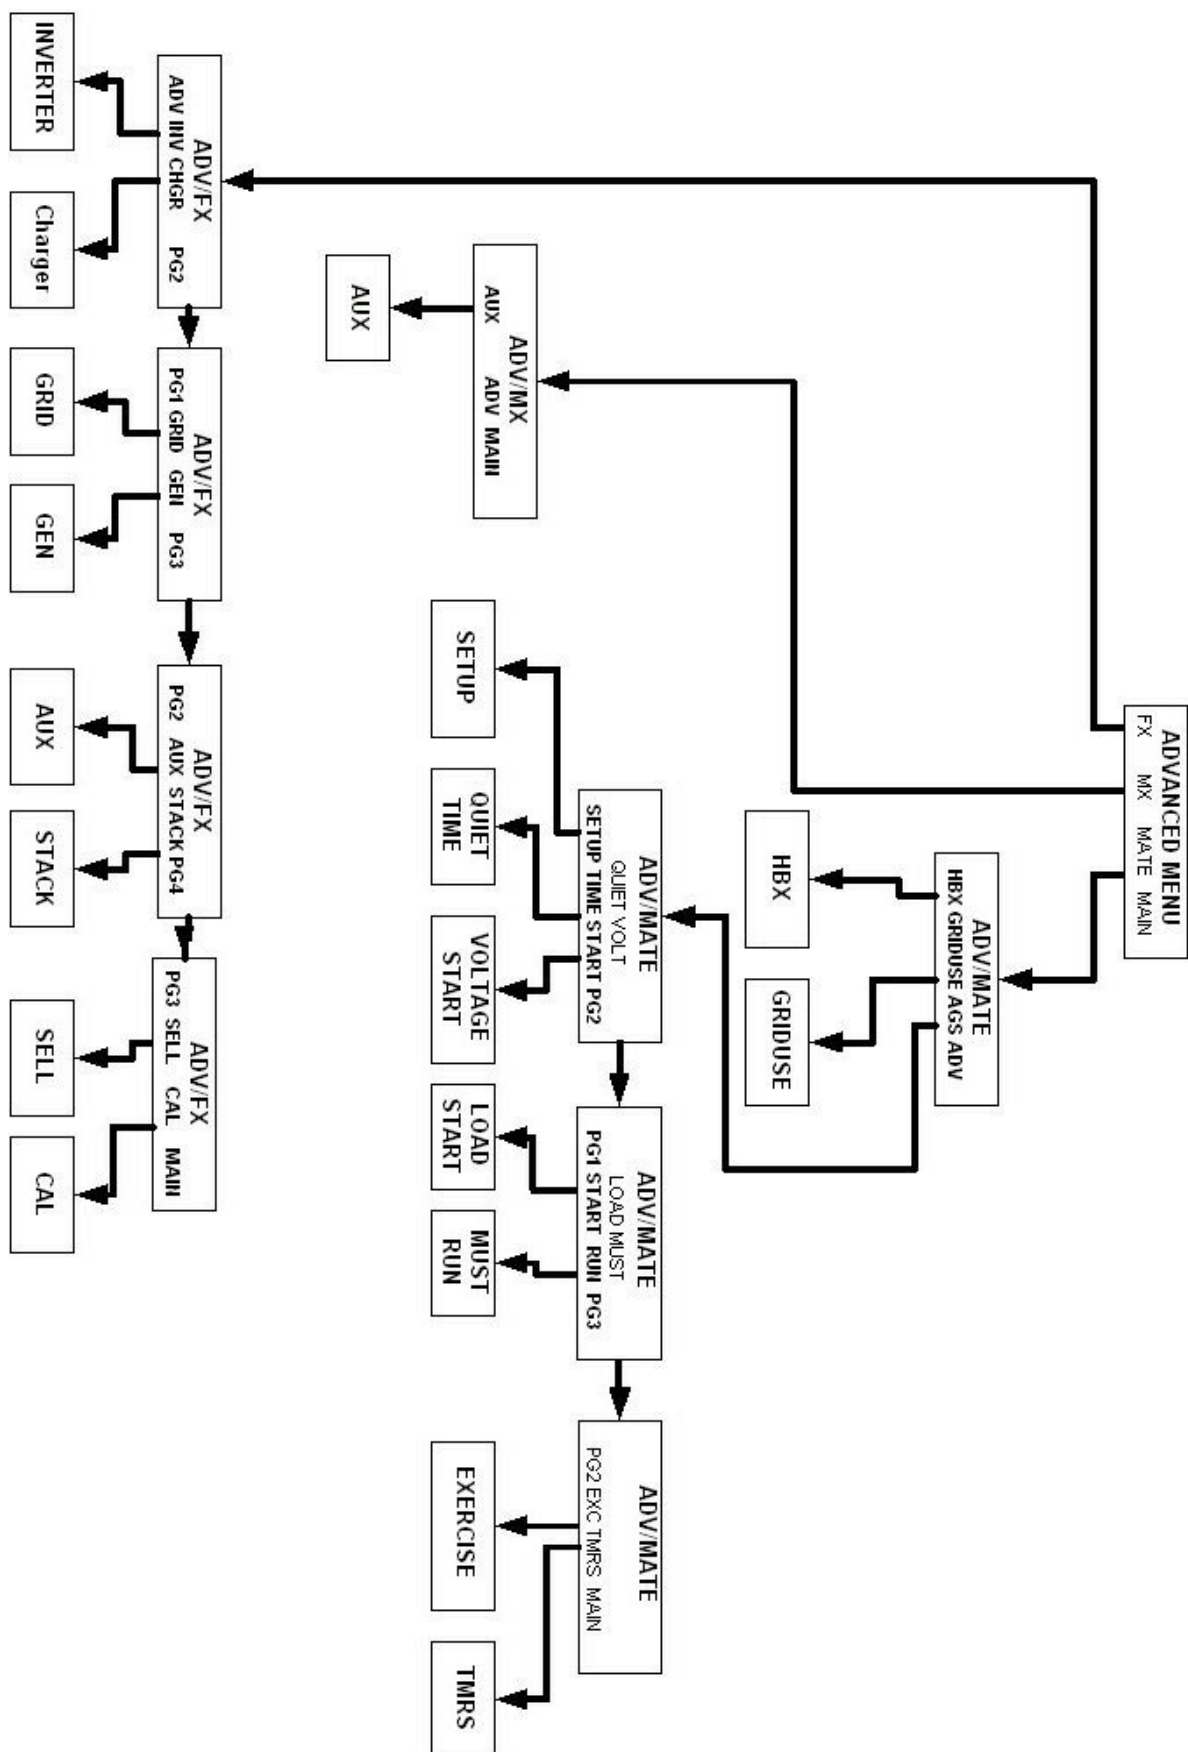 ADVANCED MENU
FX MX MATE MAIN
ADV/MATE
HBX GRIDUSE AGS ADV
HBX
GRIDUSE
ADV/MATE
QUIET VOLT
SETUP TIME START PG2
ADV/MATE
LOAD MUST
PG1 START RUN PG3
ADV/MATE
PG2 EXC TMRS MAIN
ADV/MX
AUX ADV MAIN
SETUP
QUIET
TIME
VOLTAGE
START
LOAD
START
MUST
RUN
EXERCISE
TMRS
AUX
ADV/FX
ADV INV CHGR PG2
ADV/FX
PG1 GRID GEN PG3
ADV/FX
PG2 AUX STACK PG4
ADV/FX
PG3 SELL CAL MAIN
INVERTER
Charger
GRID
GEN
AUX
STACK
SELL
CAL